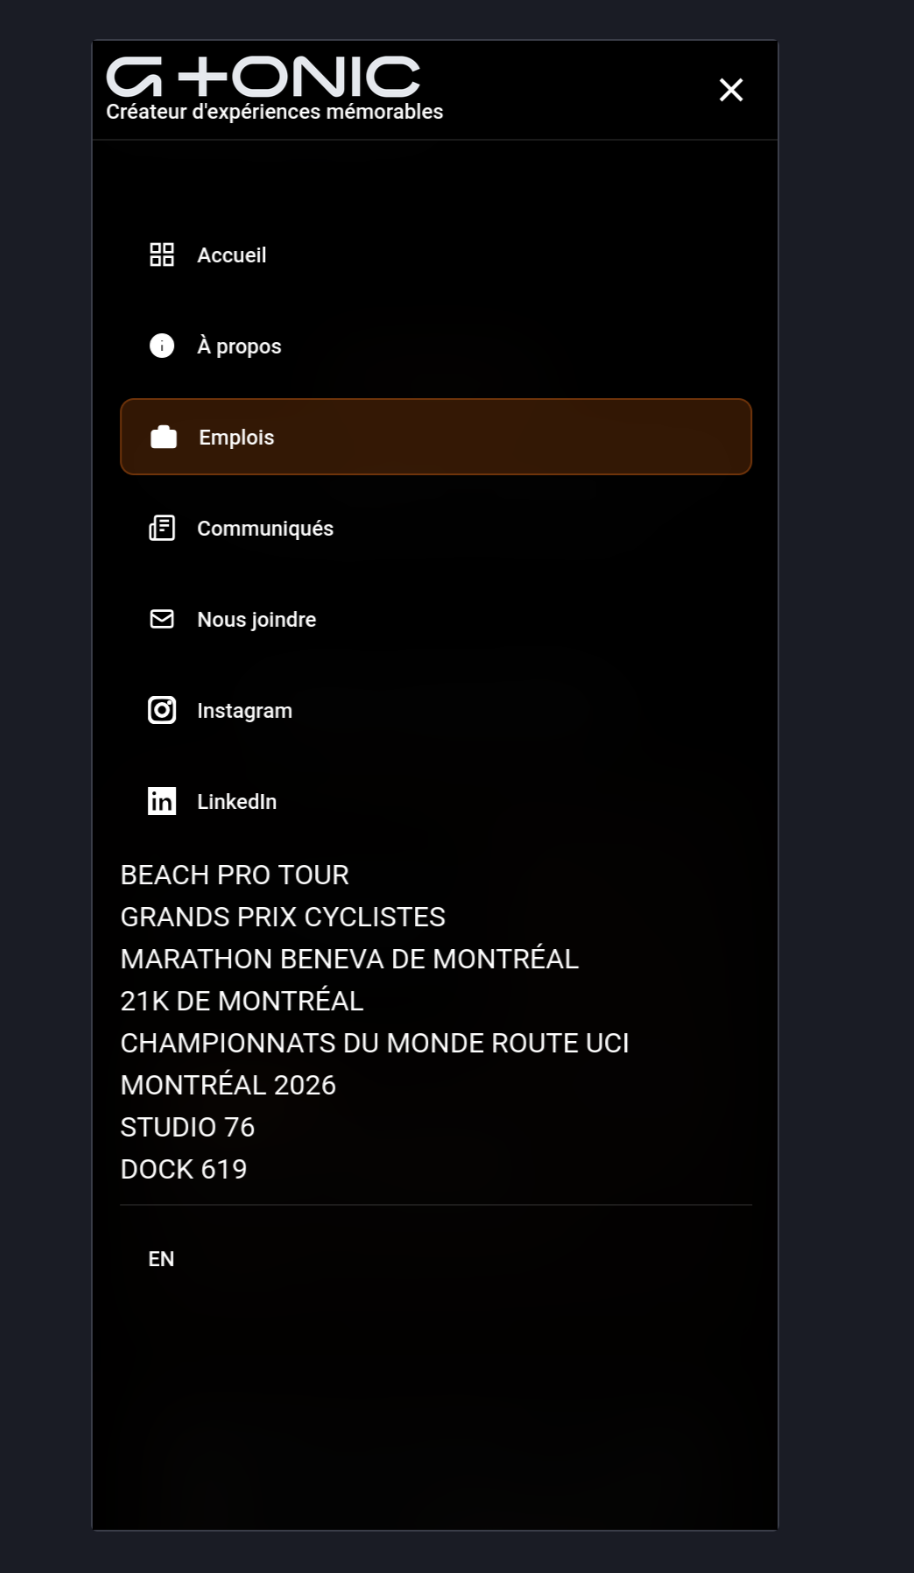 G+ONIC
Créateur d'expériences mémorables
Accueil
À propos
Emplois
Communiqués
Nous joindre
Instagram
in LinkedIn
BEACH PRO TOUR
GRANDS PRIX CYCLISTES
MARATHON BENEVA DE MONTRÉAL
21K DE MONTRÉAL
CHAMPIONNATS DU MONDE ROUTE UCI
MONTRÉAL 2026
STUDIO 76
DOCK 619
EN